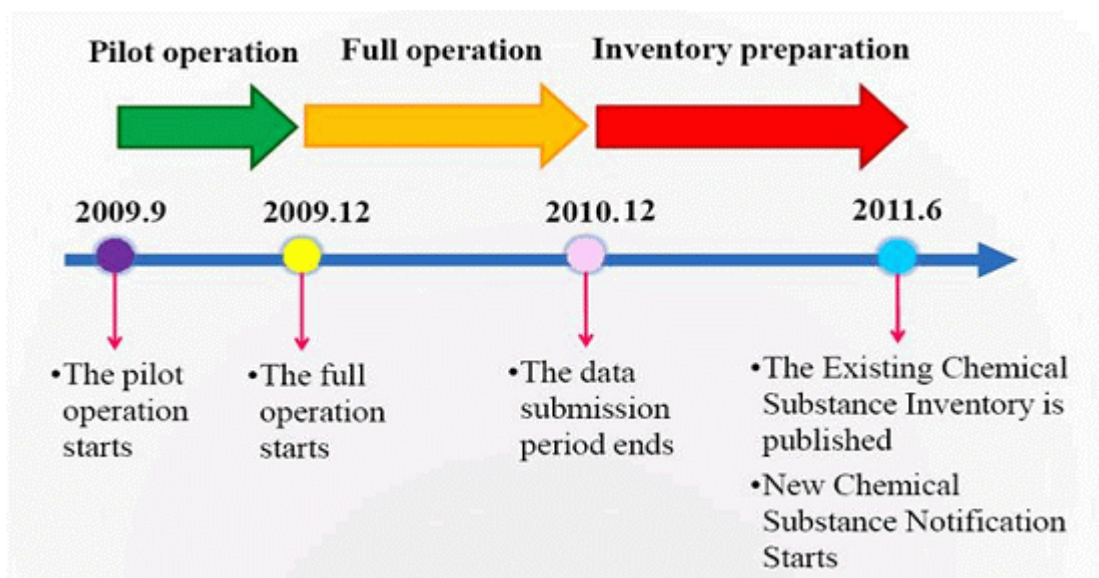 Pilot operation Full operation Inventory preparation
2009.9 2009.12 2010.12 2011.6
•The pilot
operation
starts
•The full
operation
starts
•The data
submission
period ends
•The Existing Chemical
Substance Inventory is
published
•New Chemical
Substance Notification
Starts